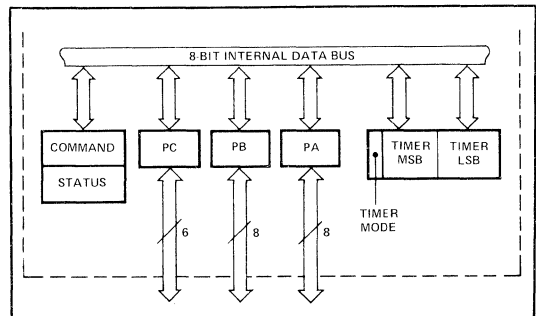 8-BIT INTERNAL DATA BUS
COMMAND
STATUS
PC
PB
PA
TIMER
MSB
TIMER
LSB
TIMER
MODE
6
8
8